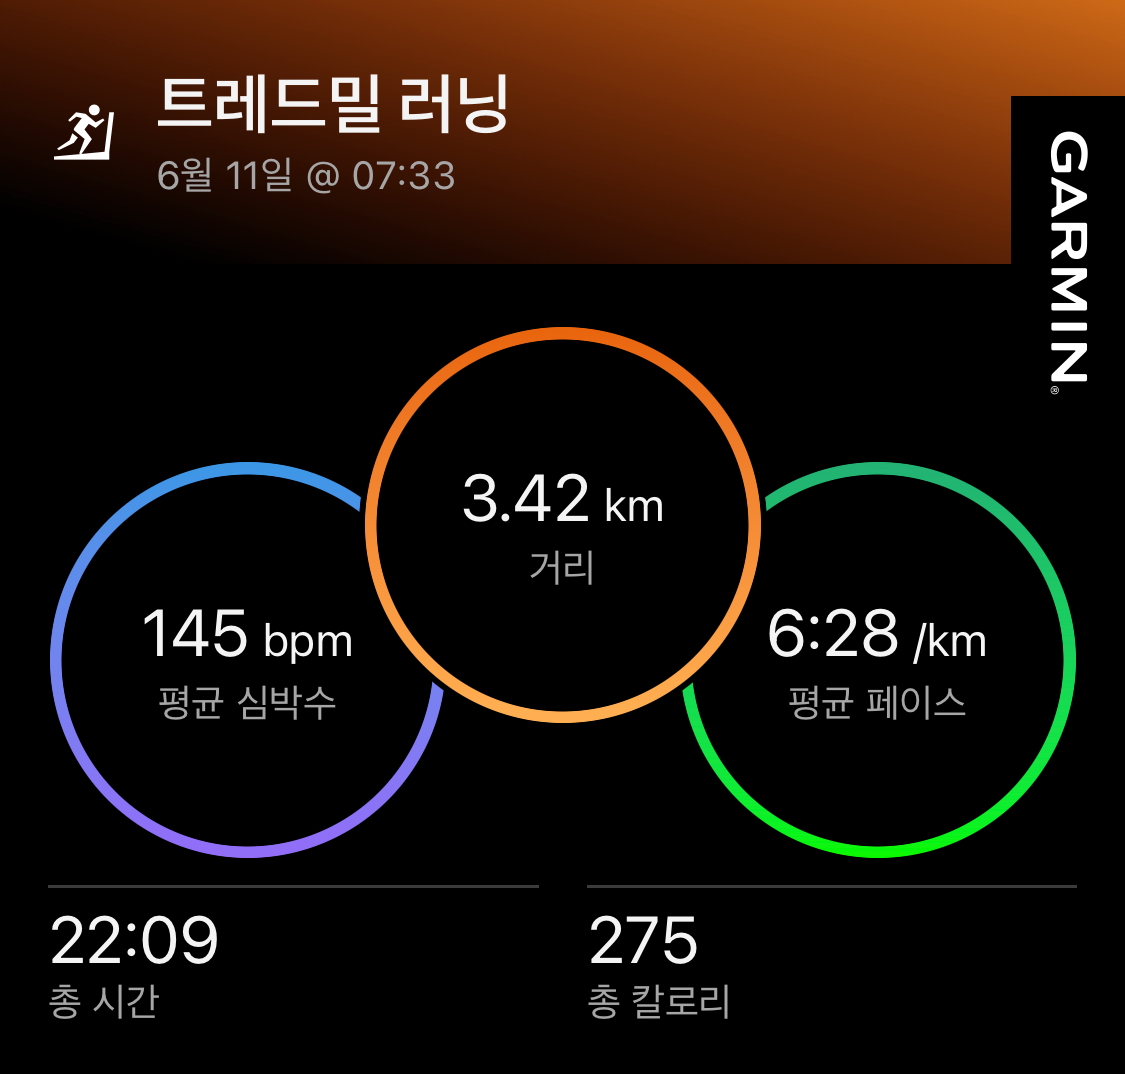 트레드밀 러닝
6월 11일 @ 07:33
GARMIN®
3.42 km
거리
145 bpm
평균 심박수
6:28 /km
평균 페이스
22:09
총 시간
275
총 칼로리